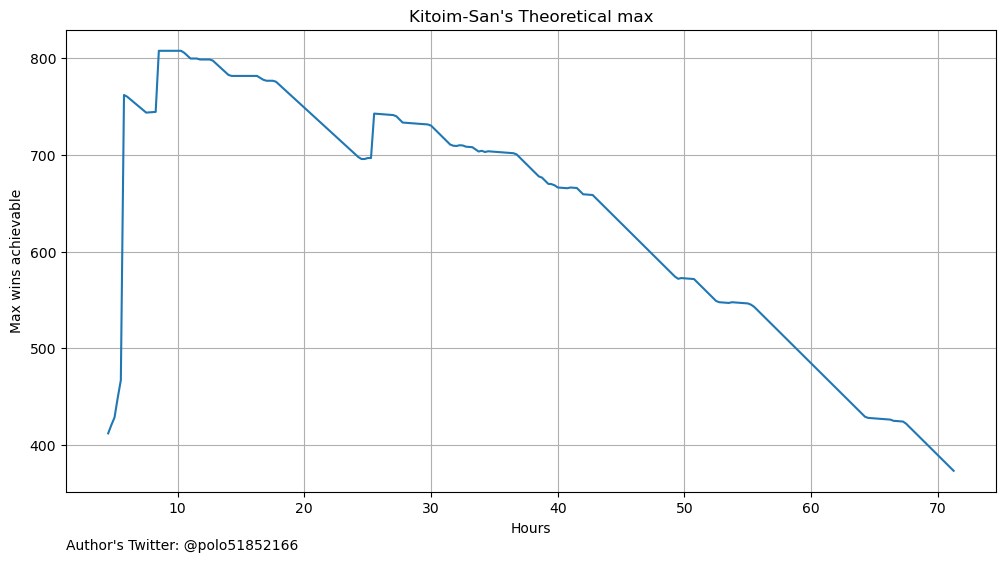 Kitoim-San's Theoretical max
Max wins achievable
800
700
600
500
400
10 20 30 40 50 60 70
Hours
Author's Twitter: @polo51852166